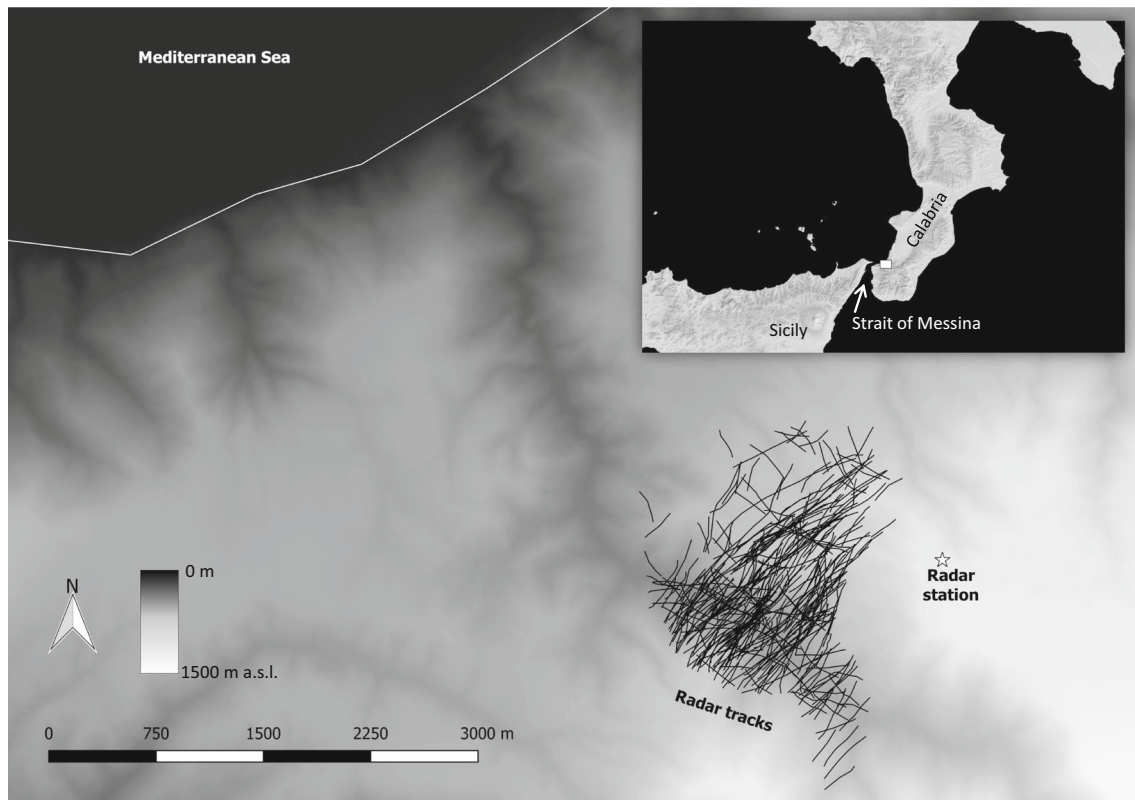 Mediterranean Sea
Calabria
Sicily
Strait of Messina
Radar
station
Radar tracks
N
0 m
1500 m a.s.l.
0 750 1500 2250 3000 m